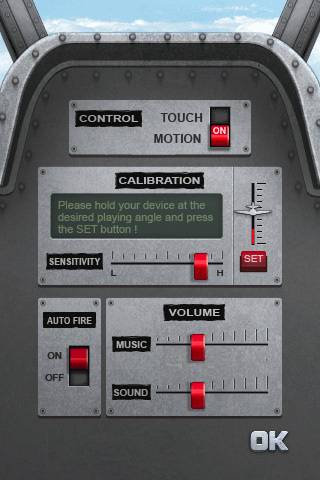 CONTROL
TOUCH
MOTION
ON
CALIBRATION
Please hold your device at the
desired playing angle and press
the SET button !
SENSITIVITY
L
H
SET
AUTO FIRE
ON
OFF
VOLUME
MUSIC
SOUND
OK